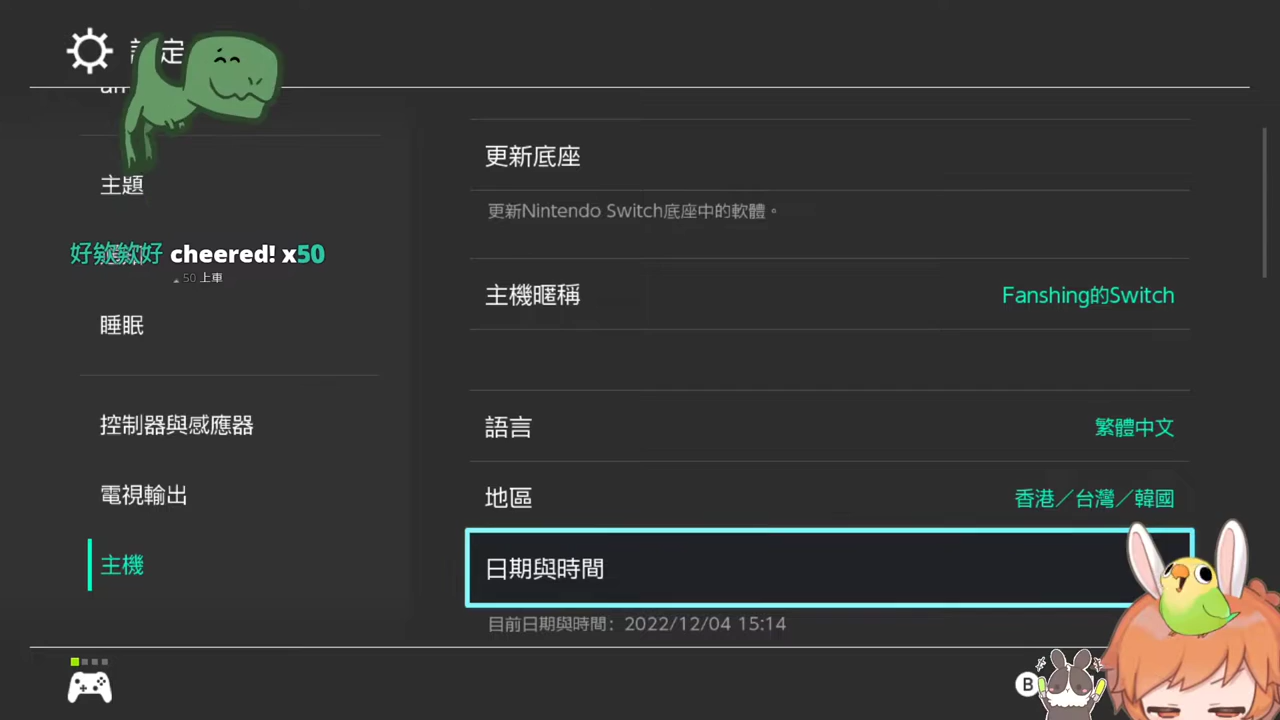 定
主題
更新底座
更新Nintendo Switch底座中的軟體。
cheered! x50
50 上車
主機暱稱
Fanshing的Switch
睡眠
控制器與感應器
語言
繁體中文
電視輸出
地區
香港／台灣／韓國
主機
日期與時間
目前日期與時間： 2022/12/04 15:14
B